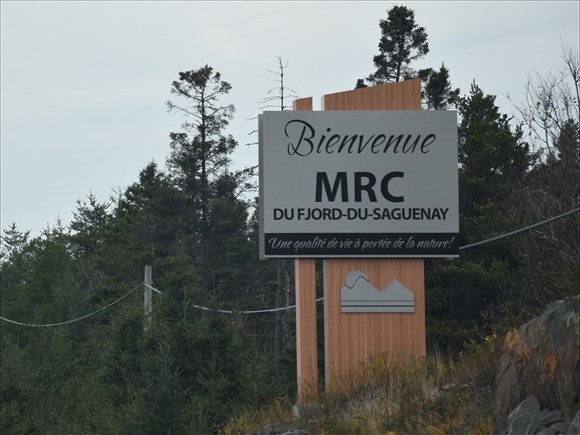 Bienvenue
MRC
DU FJORD-DU-SAGUENAY
Une qualité de vie à portée de la nature!